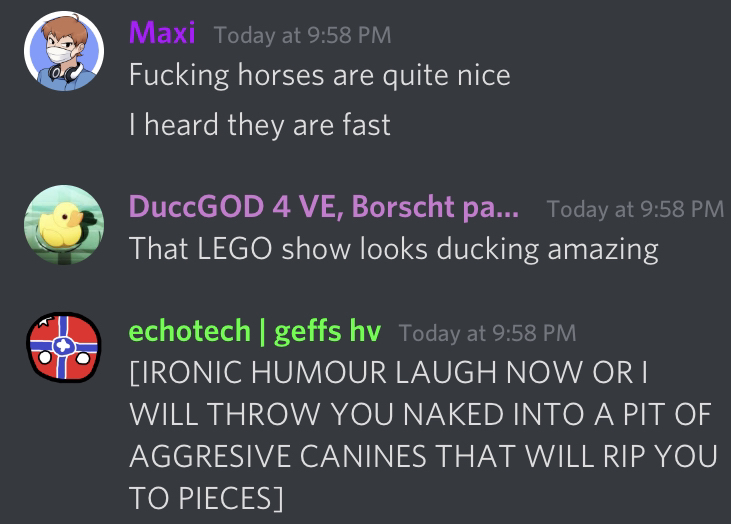 Maxi Today at 9:58 PM
Fucking horses are quite nice
I heard they are fast
DuccGOD 4 VE, Borscht pa... Today at 9:58 PM
That LEGO show looks ducking amazing
echotech | geffs hv Today at 9:58 PM
[IRONIC HUMOUR LAUGH NOW OR I
WILL THROW YOU NAKED INTO A PIT OF
AGGRESIVE CANINES THAT WILL RIP YOU
TO PIECES]